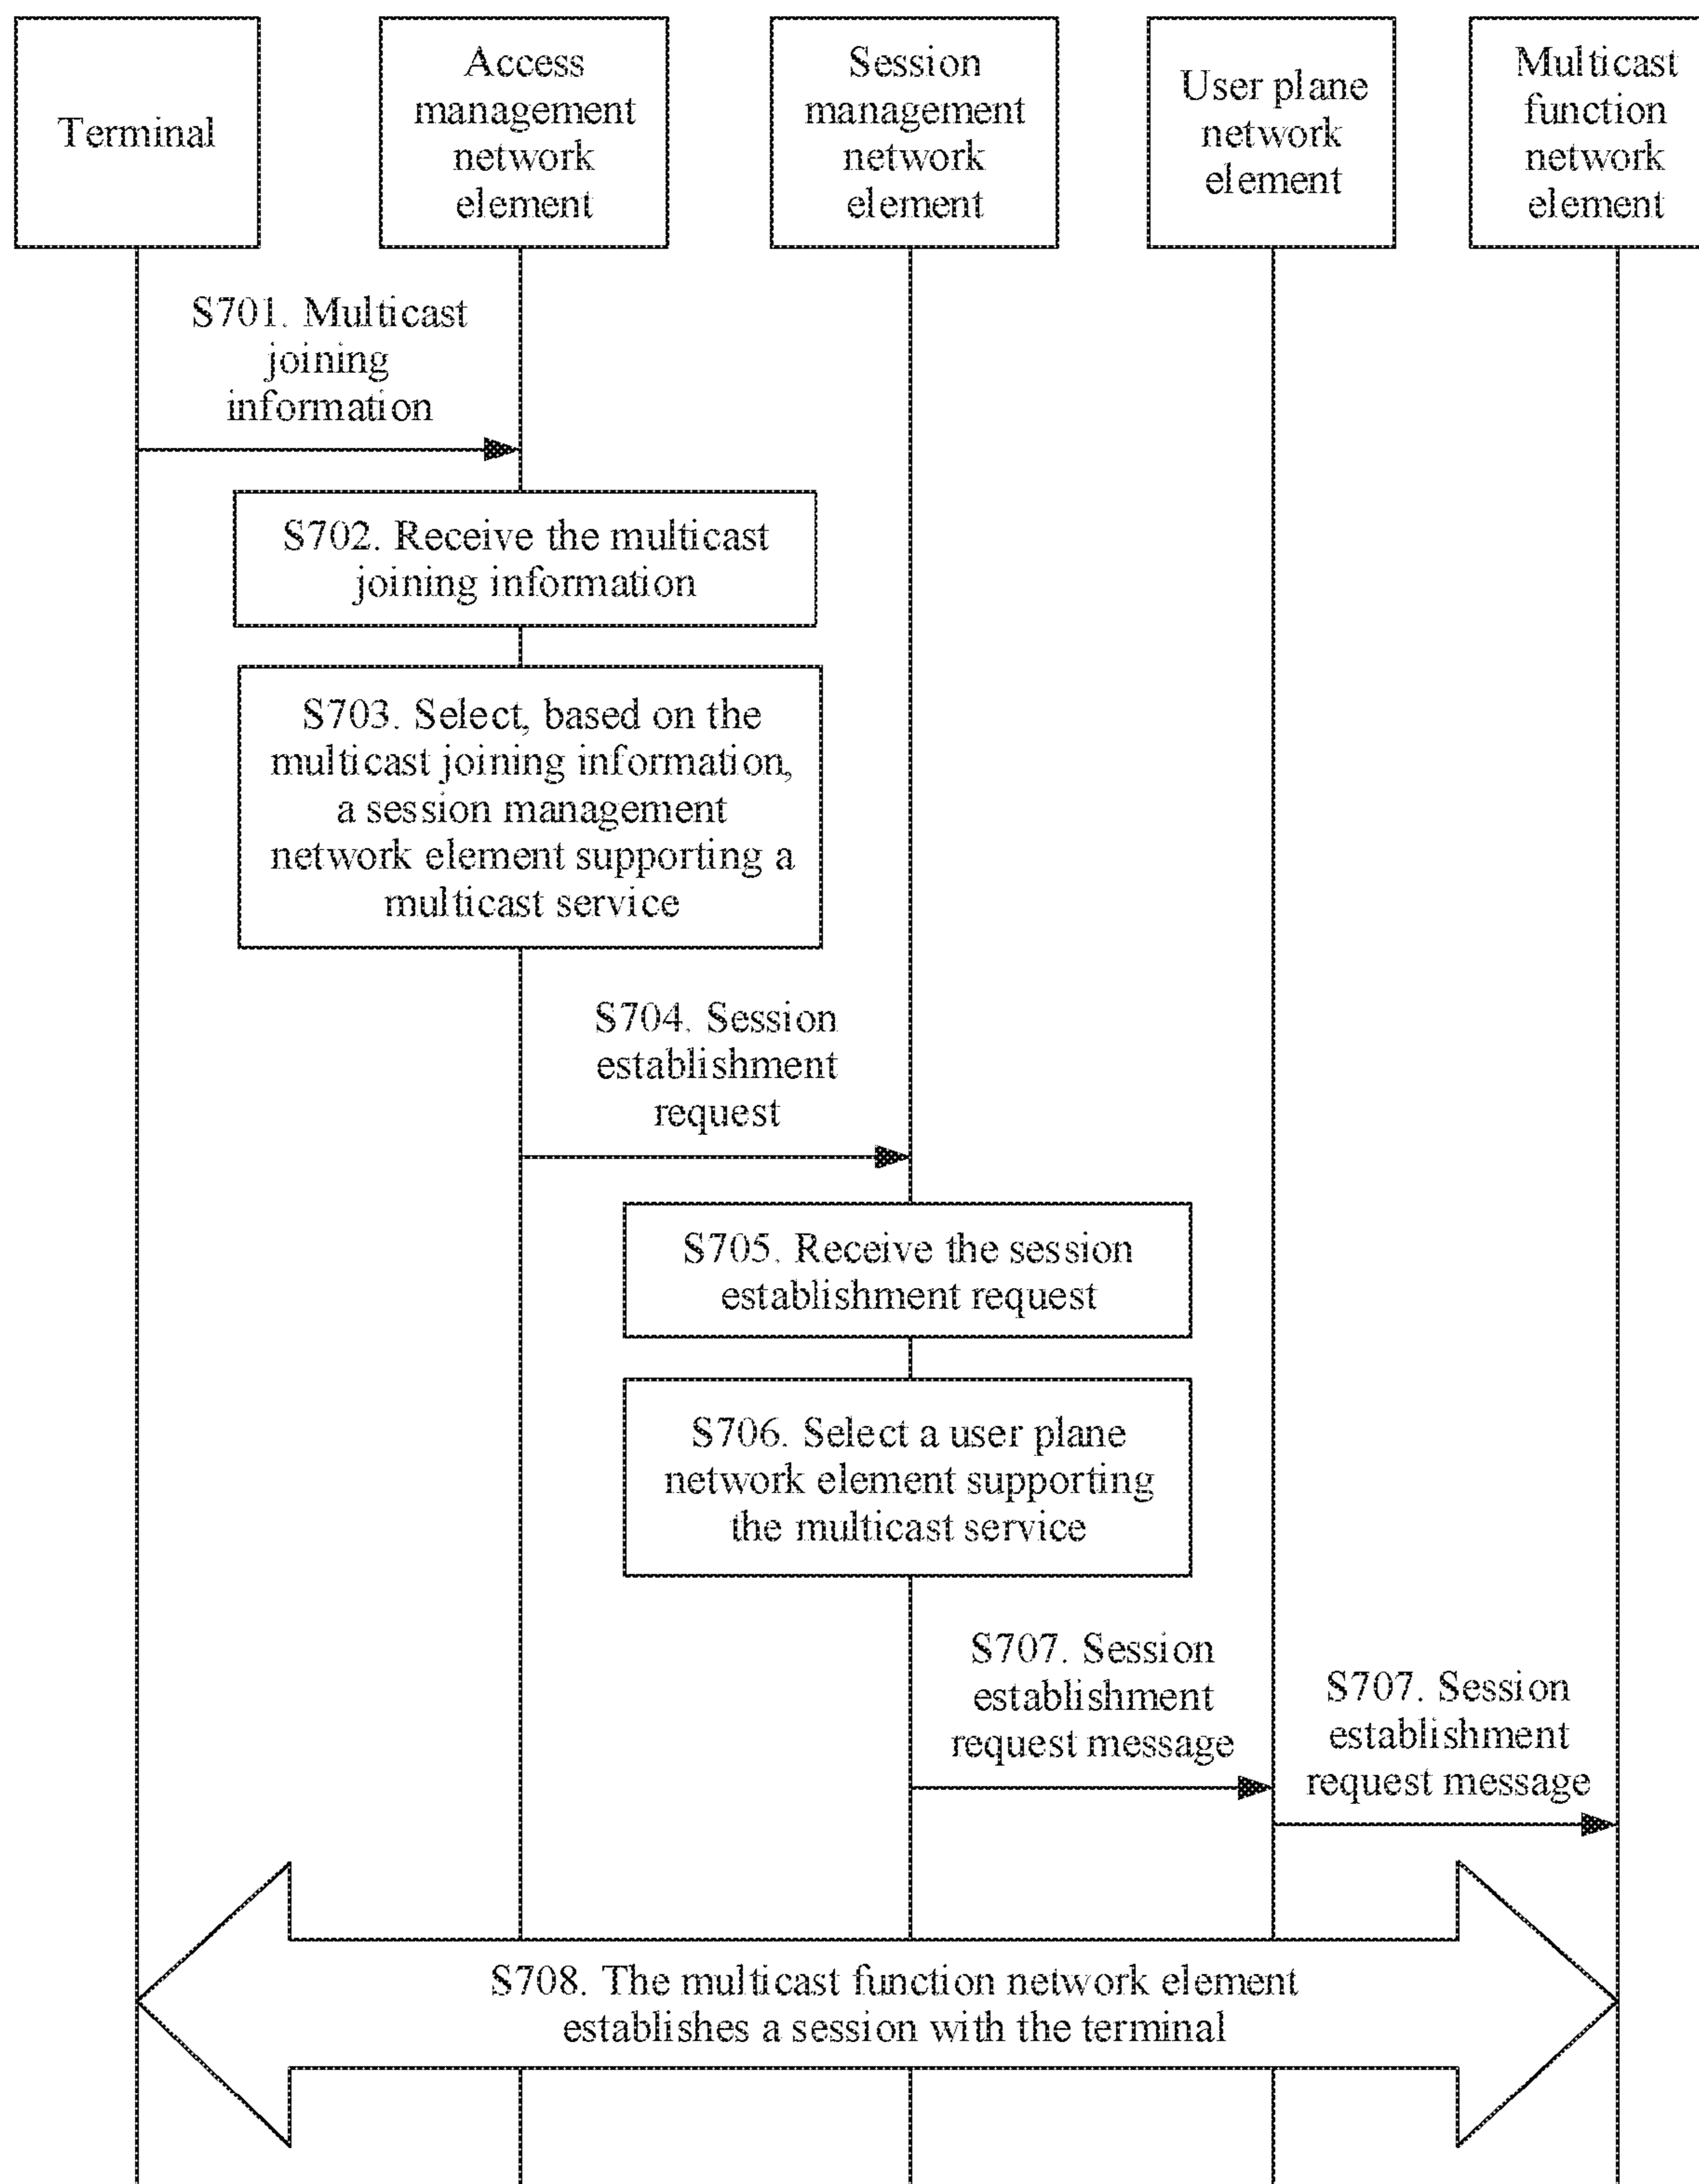 Terminal
Access
management
network
element
Session
management
network
element
User plane
network
element
Multicast
function
network
element
S701. Multicast
joining
information
S702. Receive the multicast
joining information
S703. Select, based on the
multicast joining information,
a session management
network element supporting a
multicast service
S704. Session
establishment
request
S705. Receive the session
establishment request
S706. Select a user plane
network element supporting
the multicast service
S707. Session
establishment
request message
S707. Session
establishment
request message
S708. The multicast function network element
establishes a session with the terminal